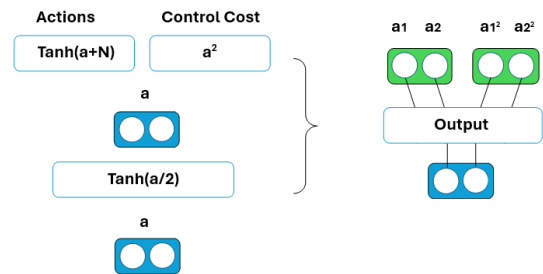 Actions
Control Cost
Tanh(a+N)
a²
a
Tanh(a/2)
a
a1 a2 a1² a2²
Output